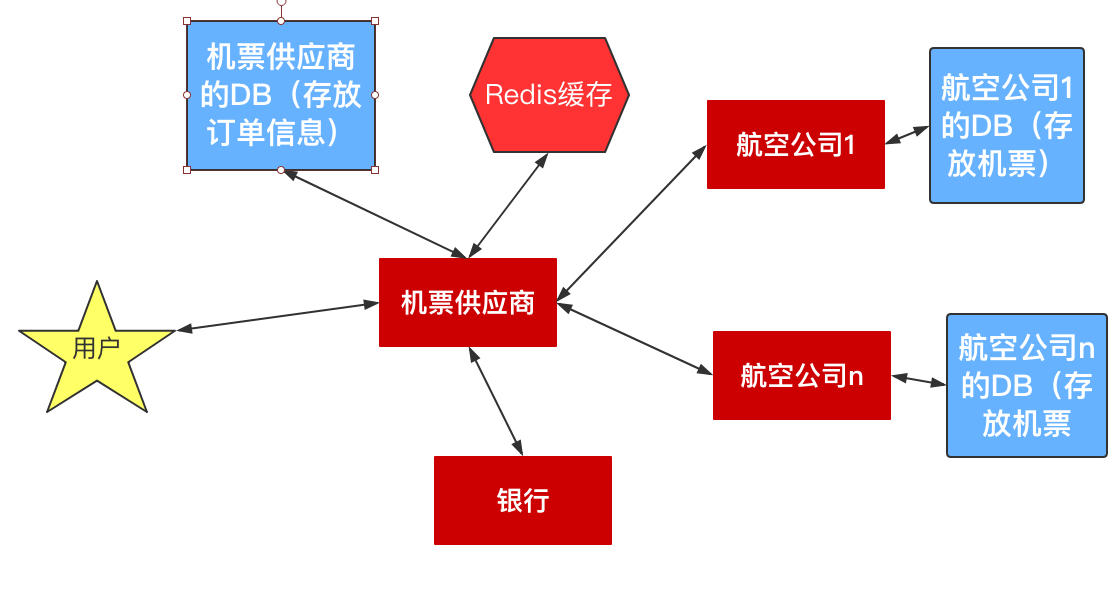 机票供应商
的DB（存放
订单信息）
Redis缓存
航空公司1
航空公司1
的DB（存
放机票）
用户
机票供应商
航空公司n
航空公司n
的DB（存
放机票
银行